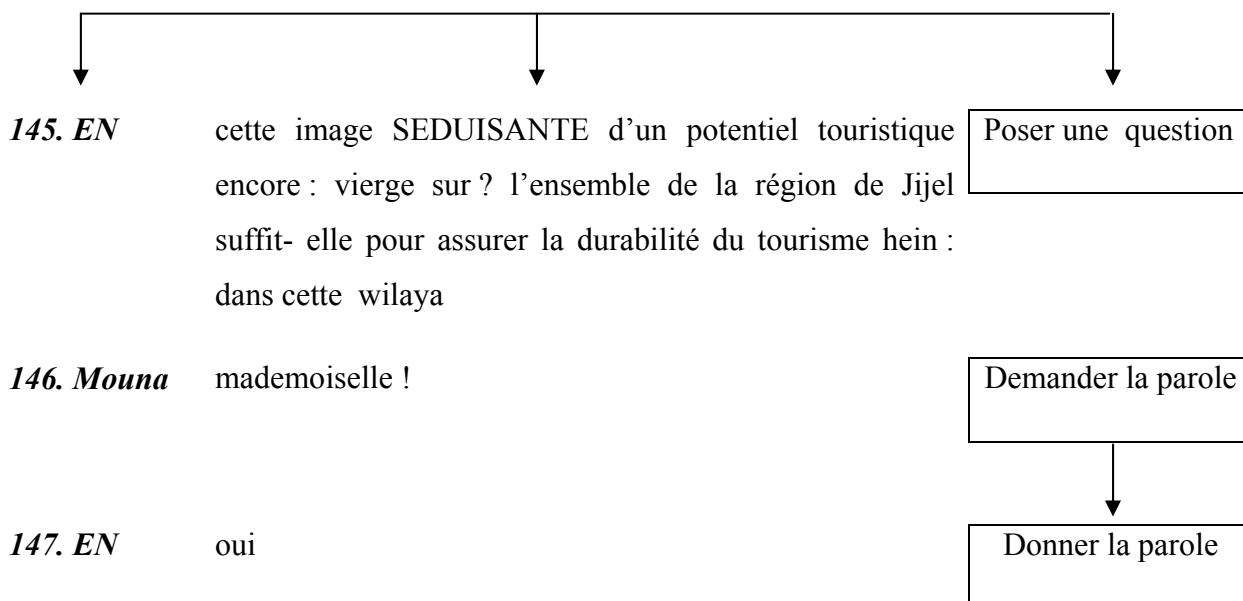 145. EN cette image SEDUISANTE d’un potentiel touristique Poser une question
encore : vierge sur ? l’ensemble de la région de Jijel
suffit- elle pour assurer la durabilité du tourisme hein :
dans cette wilaya
146. Mouna mademoiselle ! Demander la parole
147. EN oui Donner la parole